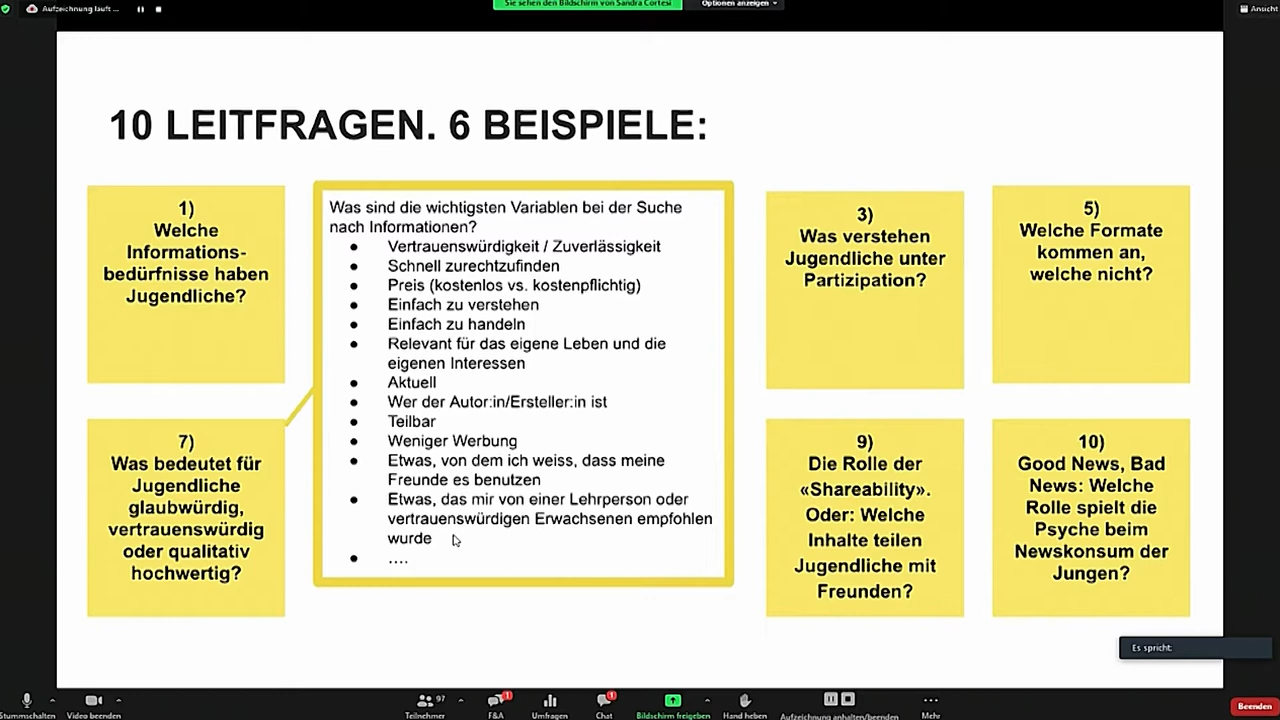 Aufzeichnung läuft ...
Sie sehen den Bildschirm von Sandra Cortesi
Optionen anzeigen
Ansicht
10 LEITFRAGEN. 6 BEISPIELE:
1)
Welche
Informations-
bedürfnisse haben
Jugendliche?
7)
Was bedeutet für
Jugendliche
glaubwürdig,
vertrauenswürdig
oder qualitativ
hochwertig?
Was sind die wichtigsten Variablen bei der Suche
nach Informationen?
● Vertrauenswürdigkeit / Zuverlässigkeit
● Schnell zurechtzufinden
● Preis (kostenlos vs. kostenpflichtig)
● Einfach zu verstehen
● Einfach zu handeln
● Relevant für das eigene Leben und die
eigenen Interessen
● Aktuell
● Wer der Autor:in/Ersteller:in ist
● Teilbar
● Weniger Werbung
● Etwas, von dem ich weiss, dass meine
Freunde es benutzen
● Etwas, das mir von einer Lehrperson oder
vertrauenswürdigen Erwachsenen empfohlen
wurde
● ....
3)
Was verstehen
Jugendliche unter
Partizipation?
5)
Welche Formate
kommen an,
welche nicht?
9)
Die Rolle der
«Shareability».
Oder: Welche
Inhalte teilen
Jugendliche mit
Freunden?
10)
Good News, Bad
News: Welche
Rolle spielt die
Psyche beim
Newskonsum der
Jungen?
Es spricht:
Stummschalten
Video beenden
97
Teilnehmer
1
F&A
Umfragen
1
Chat
Bildschirm freigeben
Hand heben
Aufzeichnung anhalten/beenden
Mehr
Beenden